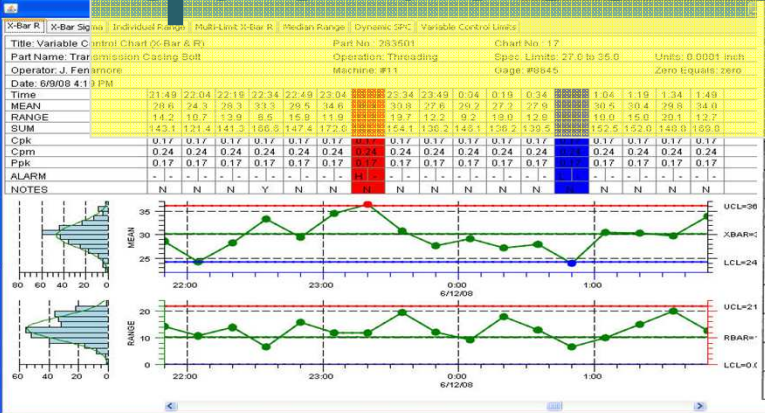 X-Bar R X-Bar Sigma Individual Range Multi-Limit X-Bar R Median Range Dynamic SPC Variable Control Limits
Title: Variable Control Chart (X-Bar & R) Part No.: 283501 Chart No.: 17
Part Name: Transmission Casing Bolt Operation: Threading Spec. Limits: 27.0 to 35.0 Units: 0.0001 inch
Operator: J. Fenamore Machine: #11 Gage: #8645 Zero Equals: zero
Date: 6/9/08 4:19 PM
Time 21:49 22:04 22:19 22:34 22:49 23:04 23:34 23:49 0:04 0:19 0:34 1:04 1:19 1:34 1:49
MEAN 28.6 24.3 28.3 33.3 29.5 34.6 30.8 27.6 29.2 27.2 27.9 30.5 30.4 29.8 34.0
RANGE 14.2 10.7 13.9 6.5 15.8 11.9 19.7 12.2 9.2 18.0 12.8 10.0 15.0 20.1 12.7
SUM 143.1 121.4 141.3 166.6 147.4 172.8 154.1 138.2 146.1 136.2 139.5 152.5 152.0 148.8 169.8
Cpk 0.17 0.17 0.17 0.17 0.17 0.17 0.17 0.17 0.17 0.17 0.17 0.17 0.17 0.17 0.17 0.17 0.17
Cpm 0.24 0.24 0.24 0.24 0.24 0.24 0.24 0.24 0.24 0.24 0.24 0.24 0.24 0.24 0.24 0.24 0.24
Ppk 0.17 0.17 0.17 0.17 0.17 0.17 0.17 0.17 0.17 0.17 0.17 0.17 0.17 0.17 0.17 0.17
ALARM - - - - - - - - - - - - H - - - - - - - - - - - L - - - - - - - - -
NOTES N N N Y N N N N N N N N N N N N N
35 UCL=36
MEAN 30 XBAR=
25 LCL=24
80 60 40 20 0 22:00 23:00 0:00 1:00
6/12/08
20 UCL=21
RANGE 10 RBAR=
0 LCL=0.0
60 40 20 0 22:00 23:00 0:00 1:00
6/12/08